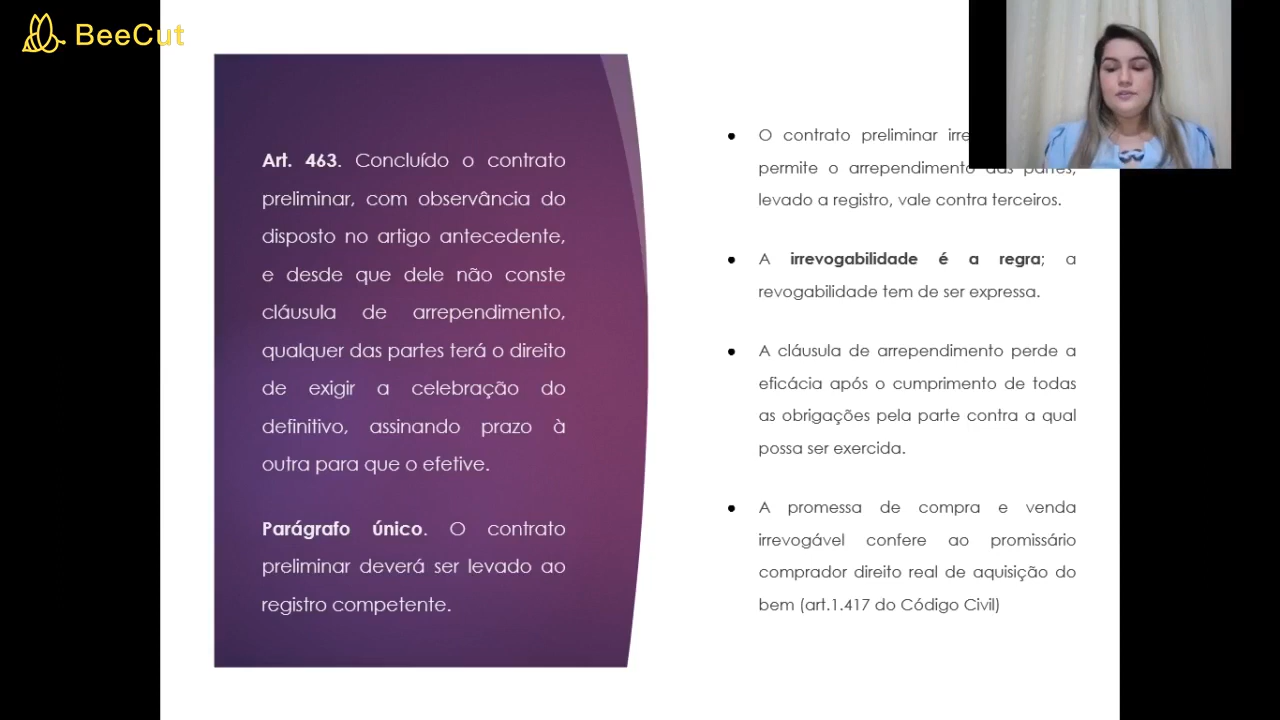 BeeCut
Art. 463. Concluído o contrato
preliminar, com observância do
disposto no artigo antecedente,
e desde que dele não conste
cláusula de arrependimento,
qualquer das partes terá o direito
de exigir a celebração do
definitivo, assinando prazo à
outra para que o efetive.
Parágrafo único. O contrato
preliminar deverá ser levado ao
registro competente.
O contrato preliminar
permite o arrependimento das partes,
levado a registro, vale contra terceiros.
A irrevogabilidade é a regra; a
revogabilidade tem de ser expressa.
A cláusula de arrependimento perde a
eficácia após o cumprimento de todas
as obrigações pela parte contra a qual
possa ser exercida.
A promessa de compra e venda
irrevogável confere ao promissário
comprador direito real de aquisição do
bem (art.1.417 do Código Civil)